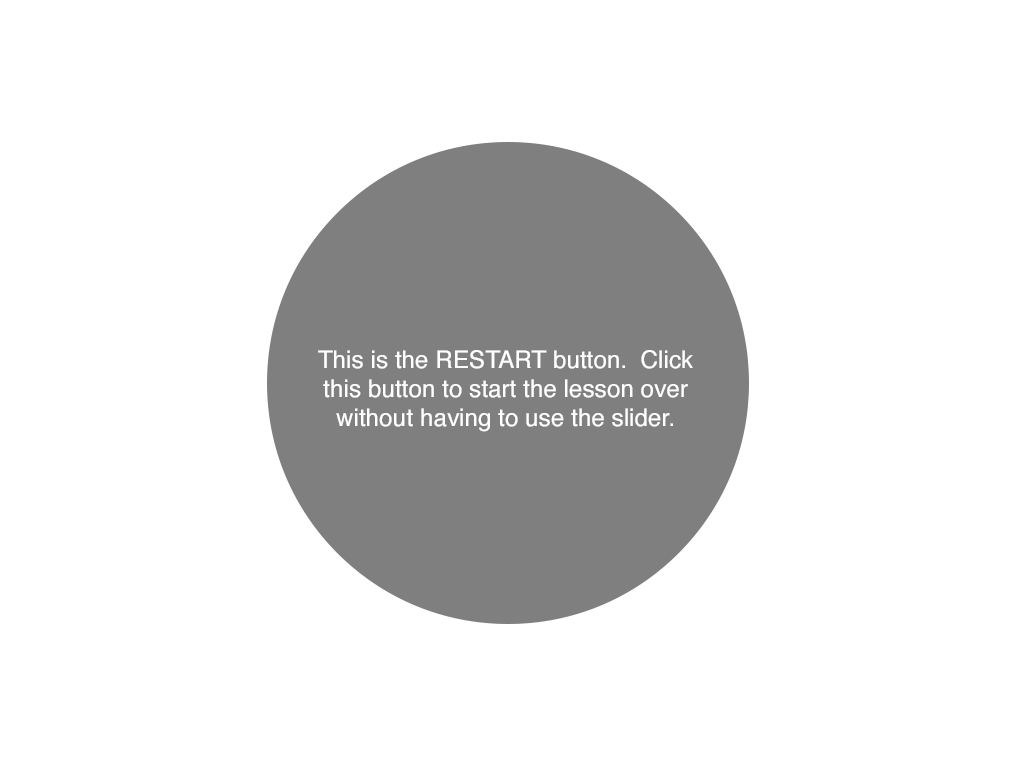 This is the RESTART button.  Click
this button to start the lesson over
without having to use the slider.